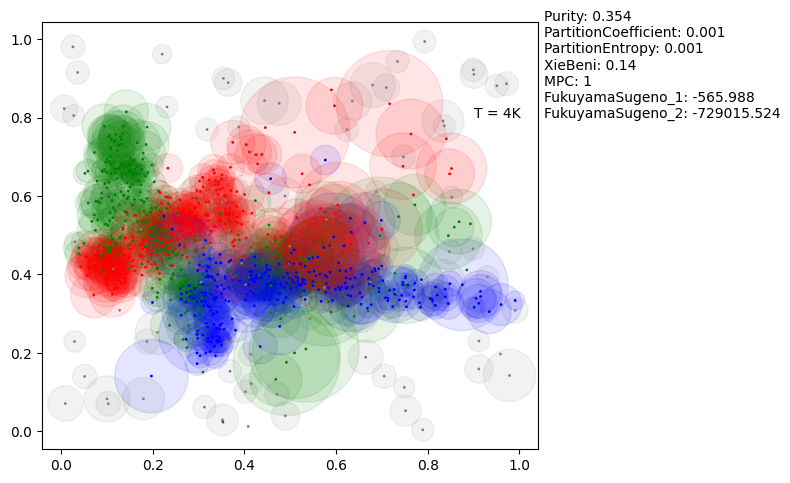 Purity: 0.354
PartitionCoefficient: 0.001
PartitionEntropy: 0.001
XieBeni: 0.14
MPC: 1
FukuyamaSugeno_1: -565.988
FukuyamaSugeno_2: -729015.524
T = 4K
1.0
0.8
0.6
0.4
0.2
0.0
0.0 0.2 0.4 0.6 0.8 1.0